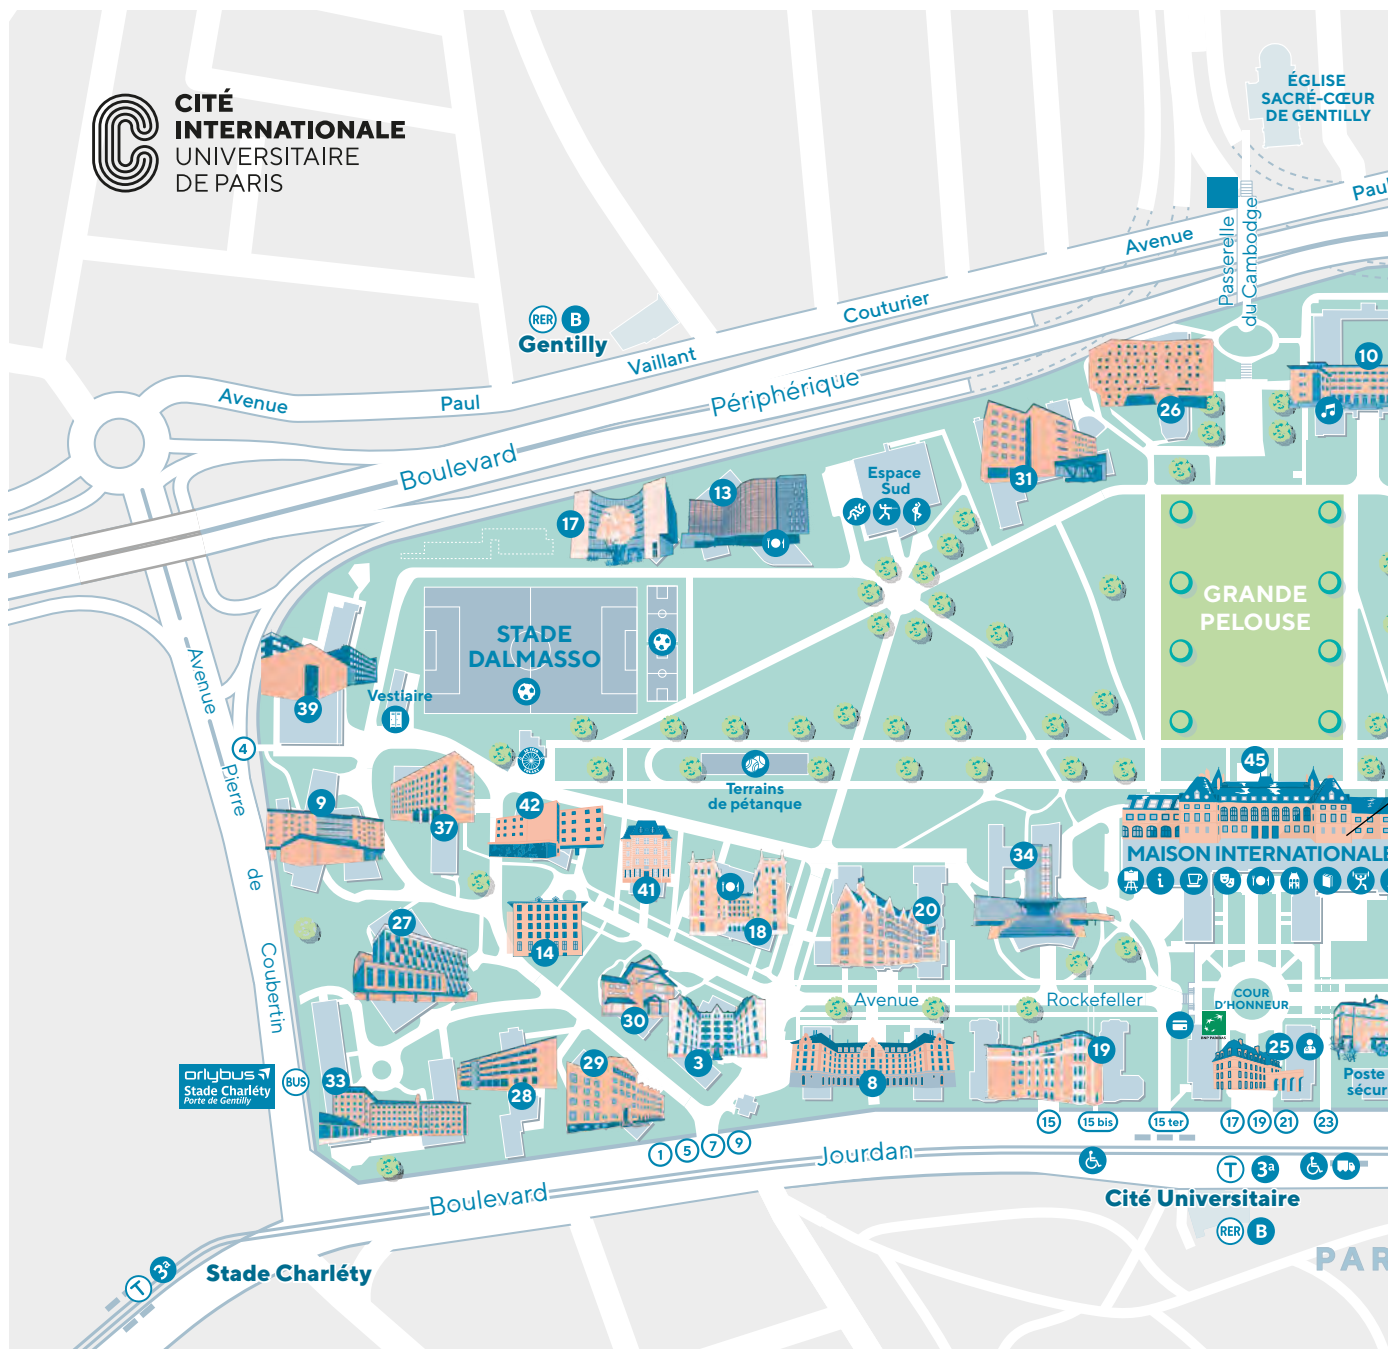 CITÉ
INTERNATIONALE
UNIVERSITAIRE
DE PARIS
ÉGLISE
SACRÉ-CŒUR
DE GENTILLY
Passerelle
du Cambodge
Avenue
Paul
Vaillant
Couturier
Avenue
Paul
RER B
Gentilly
Boulevard
Périphérique
10
26
31
Espace
Sud
13
17
GRANDE
PELOUSE
STADE
DALMASSO
39
Vestiaire
Avenue
Pierre
de
Coubertin
4
9
37
42
Terrains
de pétanque
45
MAISON INTERNATIONALE
i
34
41
18
20
14
27
30
3
Avenue
Rockefeller
COUR
D'HONNEUR
BNP PARIBAS
25
19
8
29
28
33
orlybus
Stade Charléty
Porte de Gentilly
BUS
Poste
sécur
1
5
7
9
15
15 bis
15 ter
17
19
21
23
Boulevard
Jourdan
T 3a
Cité Universitaire
RER B
T 3a
Stade Charléty
PAR